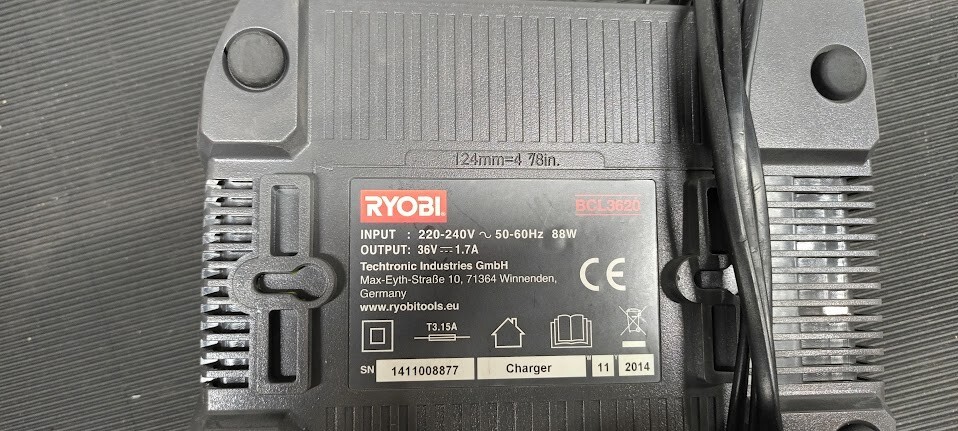 124mm=4 78in.
RYOBI
BCL3620
INPUT : 220-240V ~ 50-60Hz 88W
OUTPUT: 36V⎓1.7A
Techtronic Industries GmbH
Max-Eyth-Straße 10, 71364 Winnenden,
Germany
www.ryobitools.eu
CE
T3.15A
SN 1411008877 Charger M 11 Y 2014